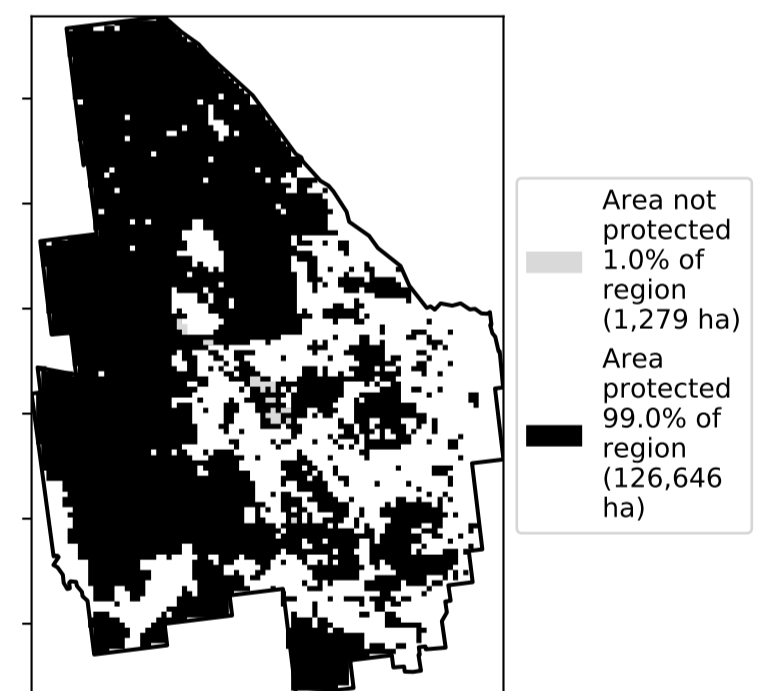 Area not
protected
1.0% of
region
(1,279 ha)
Area
protected
99.0% of
region
(126,646
ha)